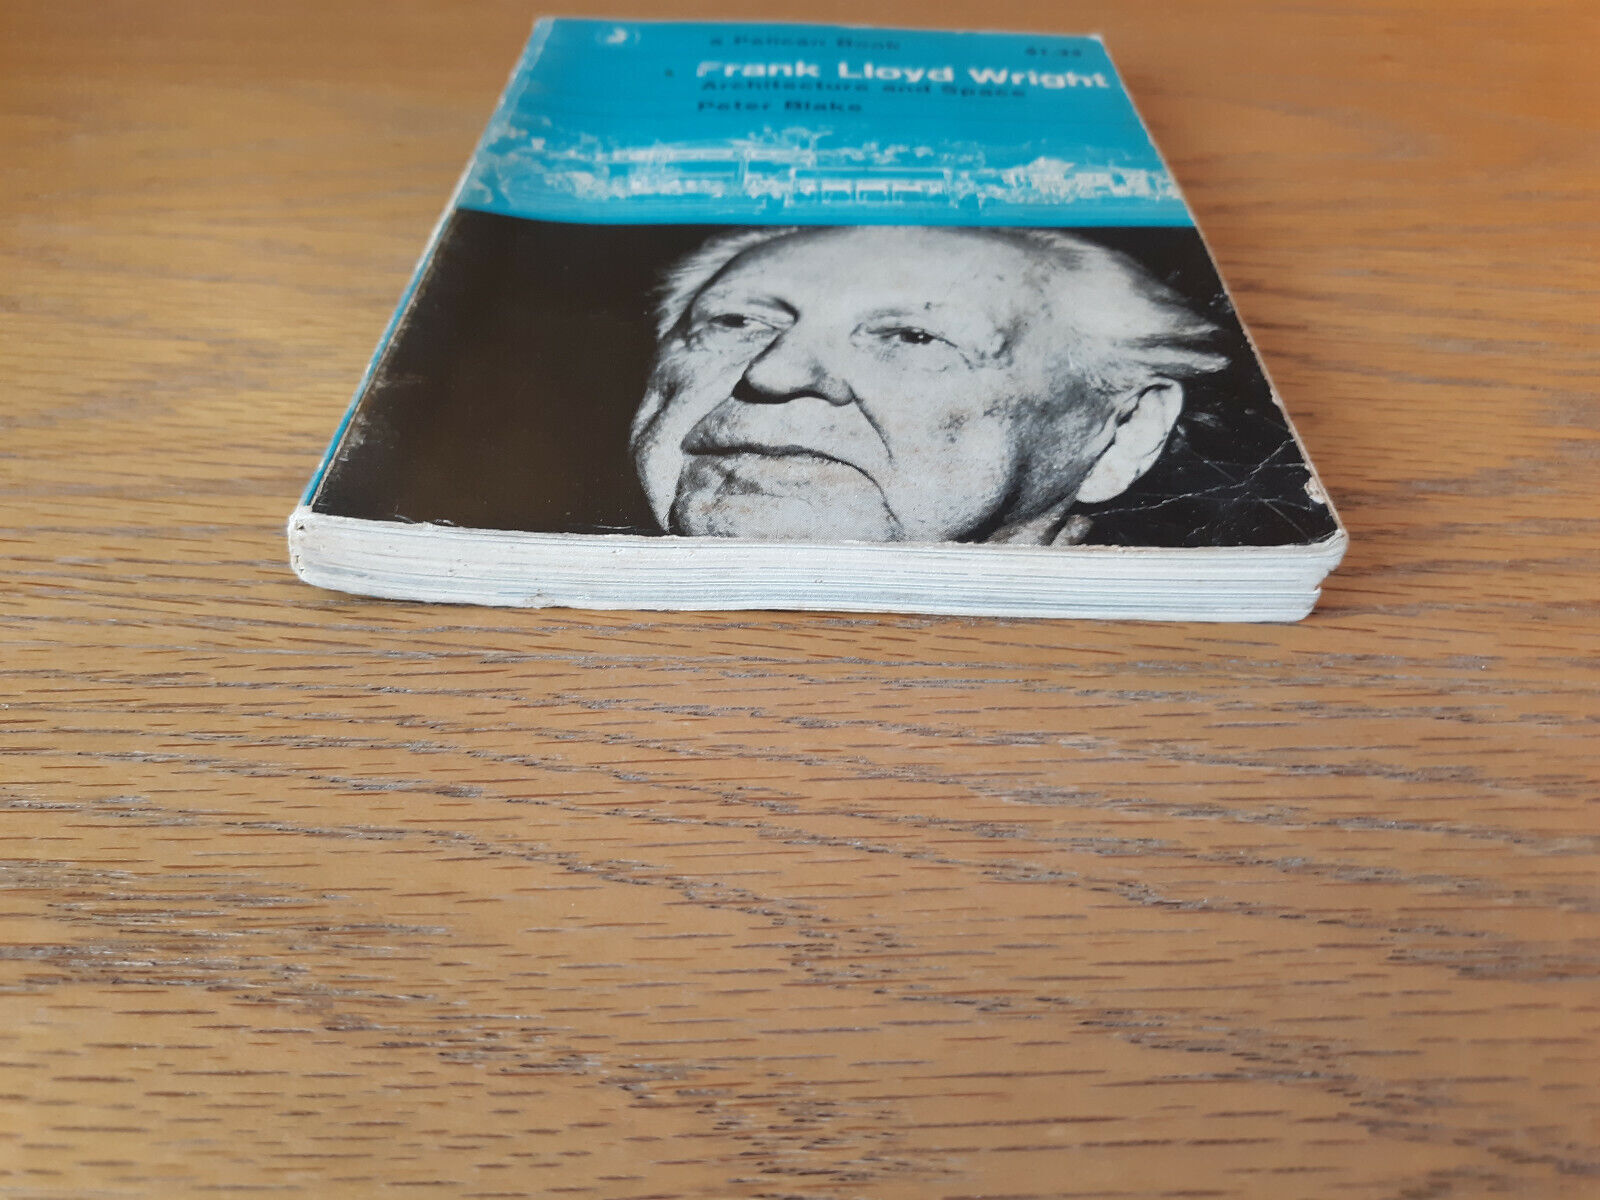 a Pelican Book
Frank Lloyd Wright
Architecture and Space
Peter Blake